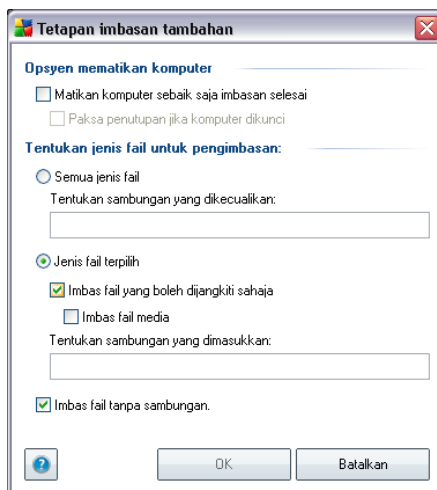 Tetapan imbasan tambahan
Opsyen mematikan komputer
Matikan komputer sebaik saja imbasan selesai
Paksa penutupan jika komputer dikunci
Tentukan jenis fail untuk pengimbasan:
Semua jenis fail
Tentukan sambungan yang dikecualikan:
Jenis fail terpilih
Imbas fail yang boleh dijangkiti sahaja
Imbas fail media
Tentukan sambungan yang dimasukkan:
Imbas fail tanpa sambungan.
?
OK
Batalkan